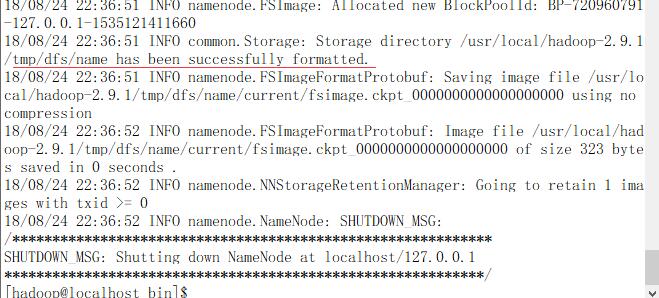 18/08/24 22:36:51 INFO namenode.FSImage: Allocated new BlockPoolId: BP-720960791
-127.0.0.1-1535121411660
18/08/24 22:36:51 INFO common.Storage: Storage directory /usr/local/hadoop-2.9.1
/tmp/dfs/name has been successfully formatted.
18/08/24 22:36:51 INFO namenode.FSImageFormatProtobuf: Saving image file /usr/lo
cal/hadoop-2.9.1/tmp/dfs/name/current/fsimage.ckpt_0000000000000000000 using no
compression
18/08/24 22:36:52 INFO namenode.FSImageFormatProtobuf: Image file /usr/local/had
oop-2.9.1/tmp/dfs/name/current/fsimage.ckpt_0000000000000000000 of size 323 byte
s saved in 0 seconds .
18/08/24 22:36:52 INFO namenode.NNStorageRetentionManager: Going to retain 1 ima
ges with txid >= 0
18/08/24 22:36:52 INFO namenode.NameNode: SHUTDOWN_MSG:
/************************************************************
SHUTDOWN_MSG: Shutting down NameNode at localhost/127.0.0.1
************************************************************/
[hadoop@localhost bin]$